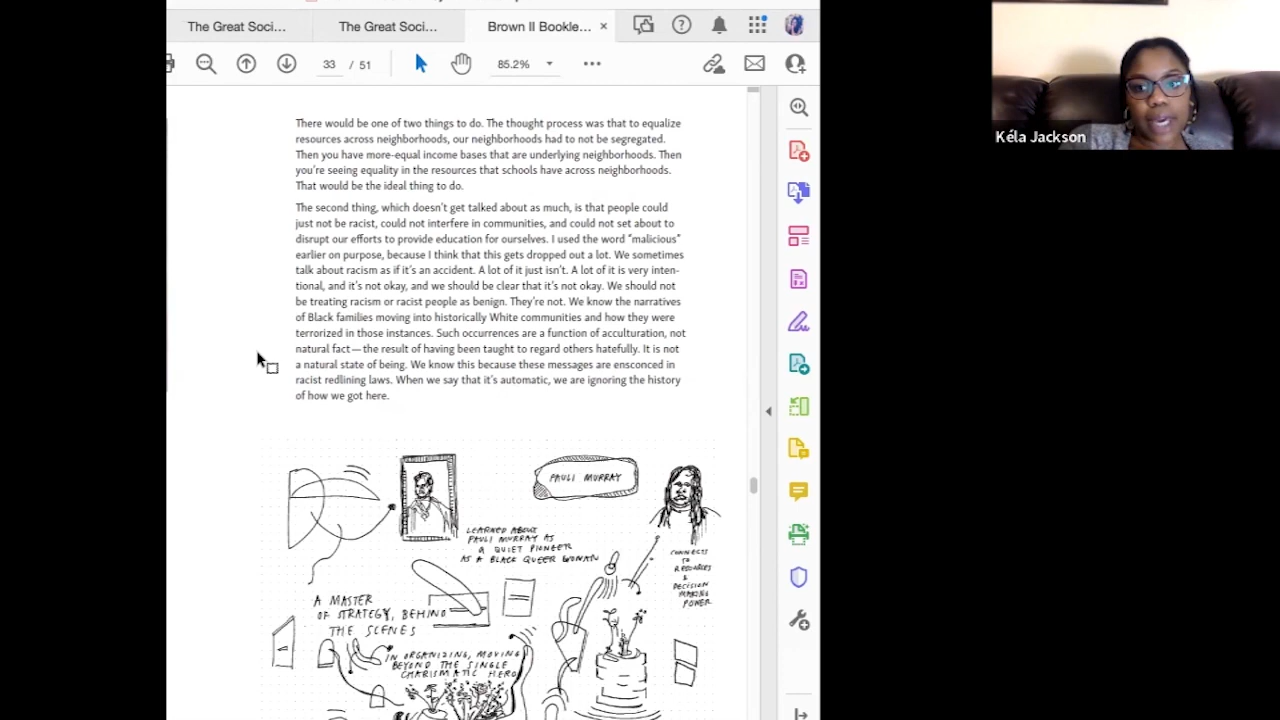 The Great Soci...
The Great Soci...
Brown II Bookle...
33 / 51
85.2%
Kéla Jackson
There would be one of two things to do. The thought process was that to equalize
resources across neighborhoods, our neighborhoods had to not be segregated.
Then you have more-equal income bases that are underlying neighborhoods. Then
you're seeing equality in the resources that schools have across neighborhoods.
That would be the ideal thing to do.
The second thing, which doesn't get talked about as much, is that people could
just not be racist, could not interfere in communities, and could not set about to
disrupt our efforts to provide education for ourselves. I used the word "malicious"
earlier on purpose, because I think that this gets dropped out a lot. We sometimes
talk about racism as if it's an accident. A lot of it just isn't. A lot of it is very inten-
tional, and it's not okay, and we should be clear that it's not okay. We should not
be treating racism or racist people as benign. They're not. We know the narratives
of Black families moving into historically White communities and how they were
terrorized in those instances. Such occurrences are a function of acculturation, not
natural fact—the result of having been taught to regard others hatefully. It is not
a natural state of being. We know this because these messages are ensconced in
racist redlining laws. When we say that it's automatic, we are ignoring the history
of how we got here.
PAULI MURRAY
LEARNED ABOUT
PAULI MURRAY AS
A QUIET PIONEER
AS A BLACK QUEER WOMAN
CONNECTS
TO
RESOURCES
&
DECISION
MAKING
POWER
A MASTER
OF STRATEGY, BEHIND
THE SCENES
IN ORGANIZING, MOVING
BEYOND THE SINGLE
CHARISMATIC HERO